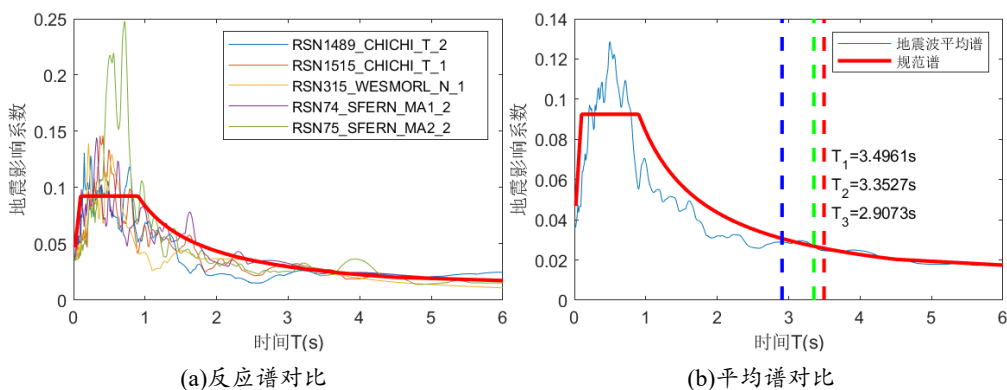 0.25
0.2
0.15
0.1
0.05
0
地震影响系数
RSN1489_CHICHI_T_2
RSN1515_CHICHI_T_1
RSN315_WESMORL_N_1
RSN74_SFERN_MA1_2
RSN75_SFERN_MA2_2
0 1 2 3 4 5 6
时间T(s)
(a)反应谱对比
0.14
0.12
0.1
0.08
0.06
0.04
0.02
0
地震影响系数
地震波平均谱
规范谱
T1=3.4961s
T2=3.3527s
T3=2.9073s
0 1 2 3 4 5 6
时间T(s)
(b)平均谱对比